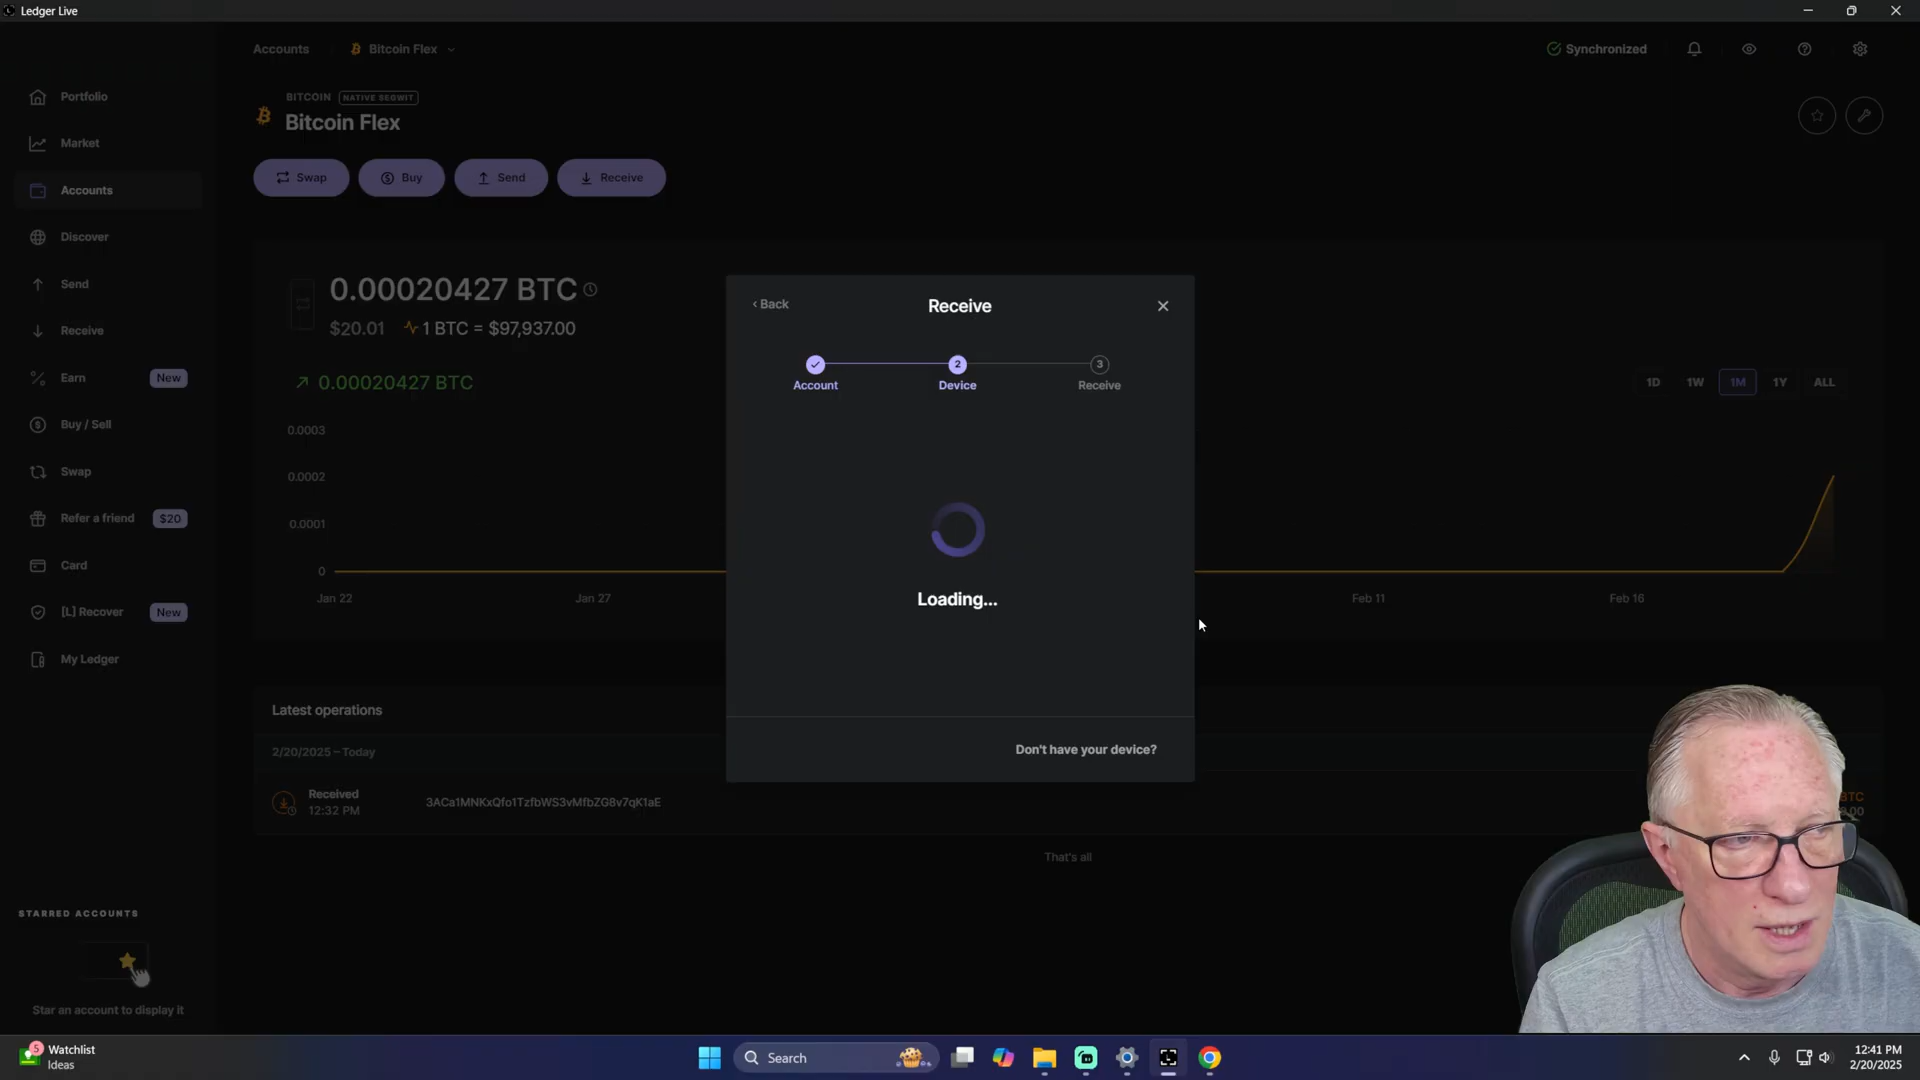 Ledger Live
Accounts
Bitcoin Flex
Synchronized
BITCOIN NATIVE SEGWIT
Bitcoin Flex
Swap
Buy
Send
Receive
Portfolio
Market
Accounts
Discover
Send
Receive
Earn New
Buy / Sell
Swap
Refer a friend $20
Card
[L] Recover New
My Ledger
STARRED ACCOUNTS
Star an account to display it
0.00020427 BTC
$20.01 1 BTC = $97,937.00
0.00020427 BTC
1D 1W 1M 1Y ALL
0.0003
0.0002
0.0001
0
Jan 22 Jan 27 Feb 11 Feb 16
‹ Back
Receive
2 3
Account Device Receive
Loading...
Don't have your device?
Latest operations
2/20/2025 – Today
Received
12:32 PM
3ACa1MNKxQfo1TzfbWS3vMfbZG8v7qK1aE
BTC
That's all
5
Watchlist
Ideas
Search
12:41 PM
2/20/2025